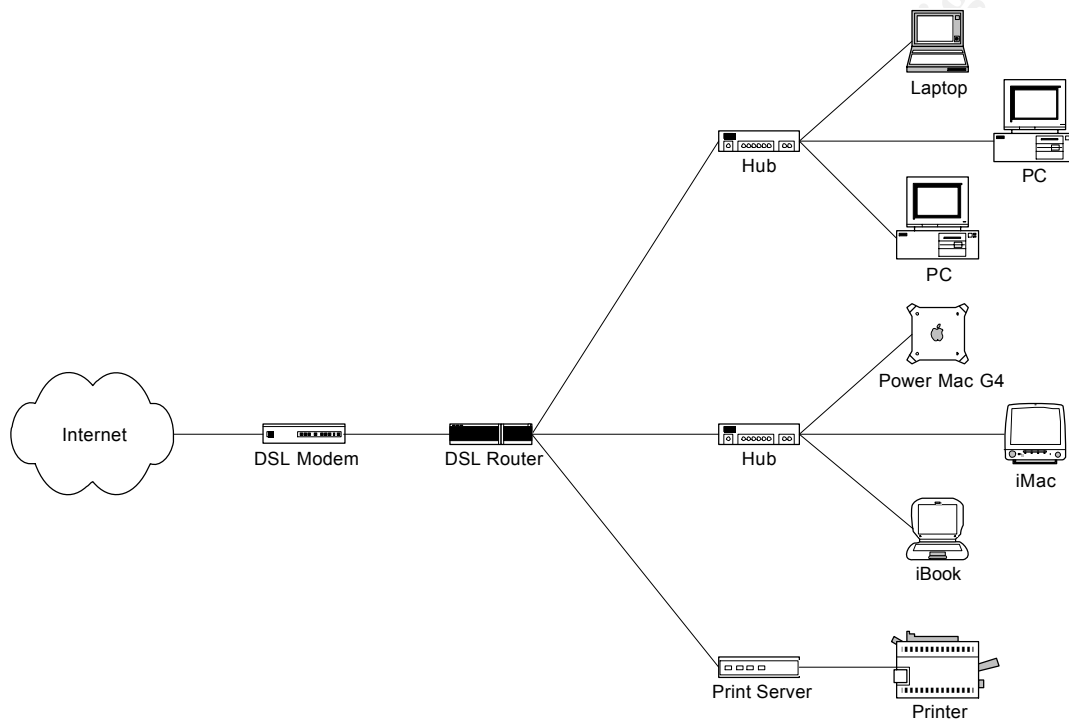 Laptop
Hub
PC
PC
Power Mac G4
Internet
DSL Modem
DSL Router
Hub
iMac
iBook
Print Server
Printer